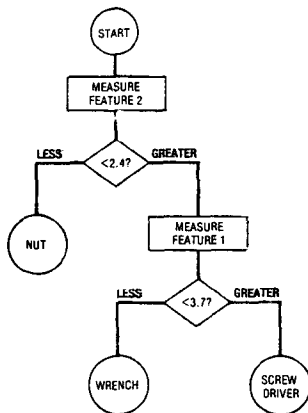 START
MEASURE
FEATURE 2
LESS
<2.4?
GREATER
NUT
MEASURE
FEATURE 1
LESS
<3.7?
GREATER
WRENCH
SCREW
DRIVER